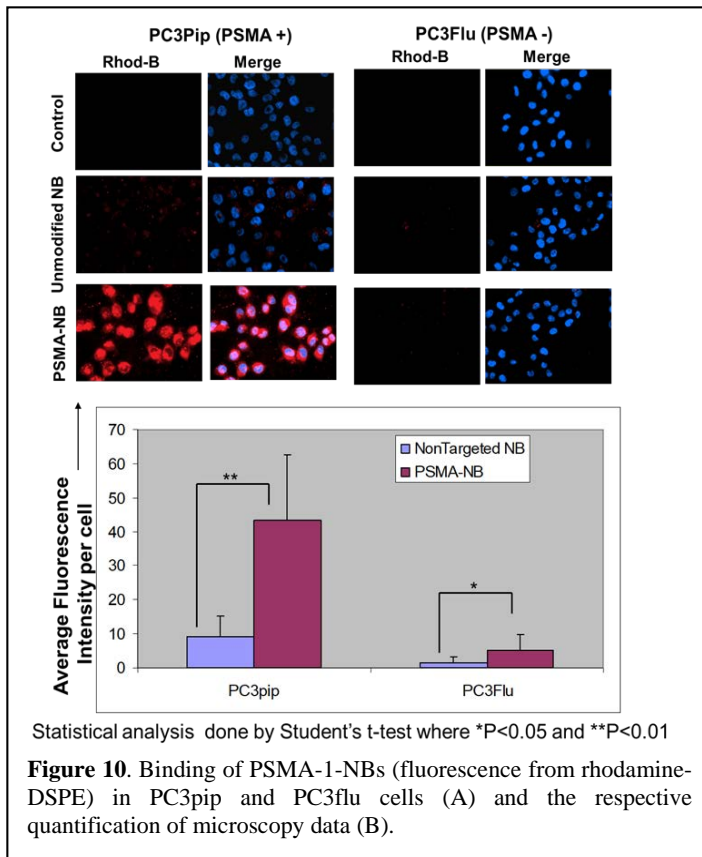 PC3Pip (PSMA +)
PC3Flu (PSMA -)
Rhod-B Merge
Rhod-B Merge
Control
Unmodified NB
PSMA-NB
Average Fluorescence
Intensity per cell
70
60
50
40
30
20
10
0
NonTargeted NB
PSMA-NB
**
*
PC3pip
PC3Flu
Statistical analysis done by Student's t-test where *P<0.05 and **P<0.01
Figure 10. Binding of PSMA-1-NBs (fluorescence from rhodamine-
DSPE) in PC3pip and PC3flu cells (A) and the respective
quantification of microscopy data (B).